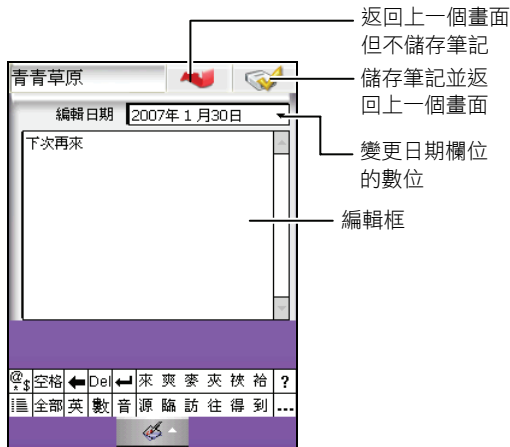 返回上一個畫面
但不儲存筆記
青青草原
儲存筆記並返
回上一個畫面
編輯日期 2007年 1 月30日
下次再來
變更日期欄位
的數位
編輯框
@*$ 空格 Del 來 爽 麥 夾 裌 袷 ?
全部 英 數 音 源 臨 訪 往 得 到 ...